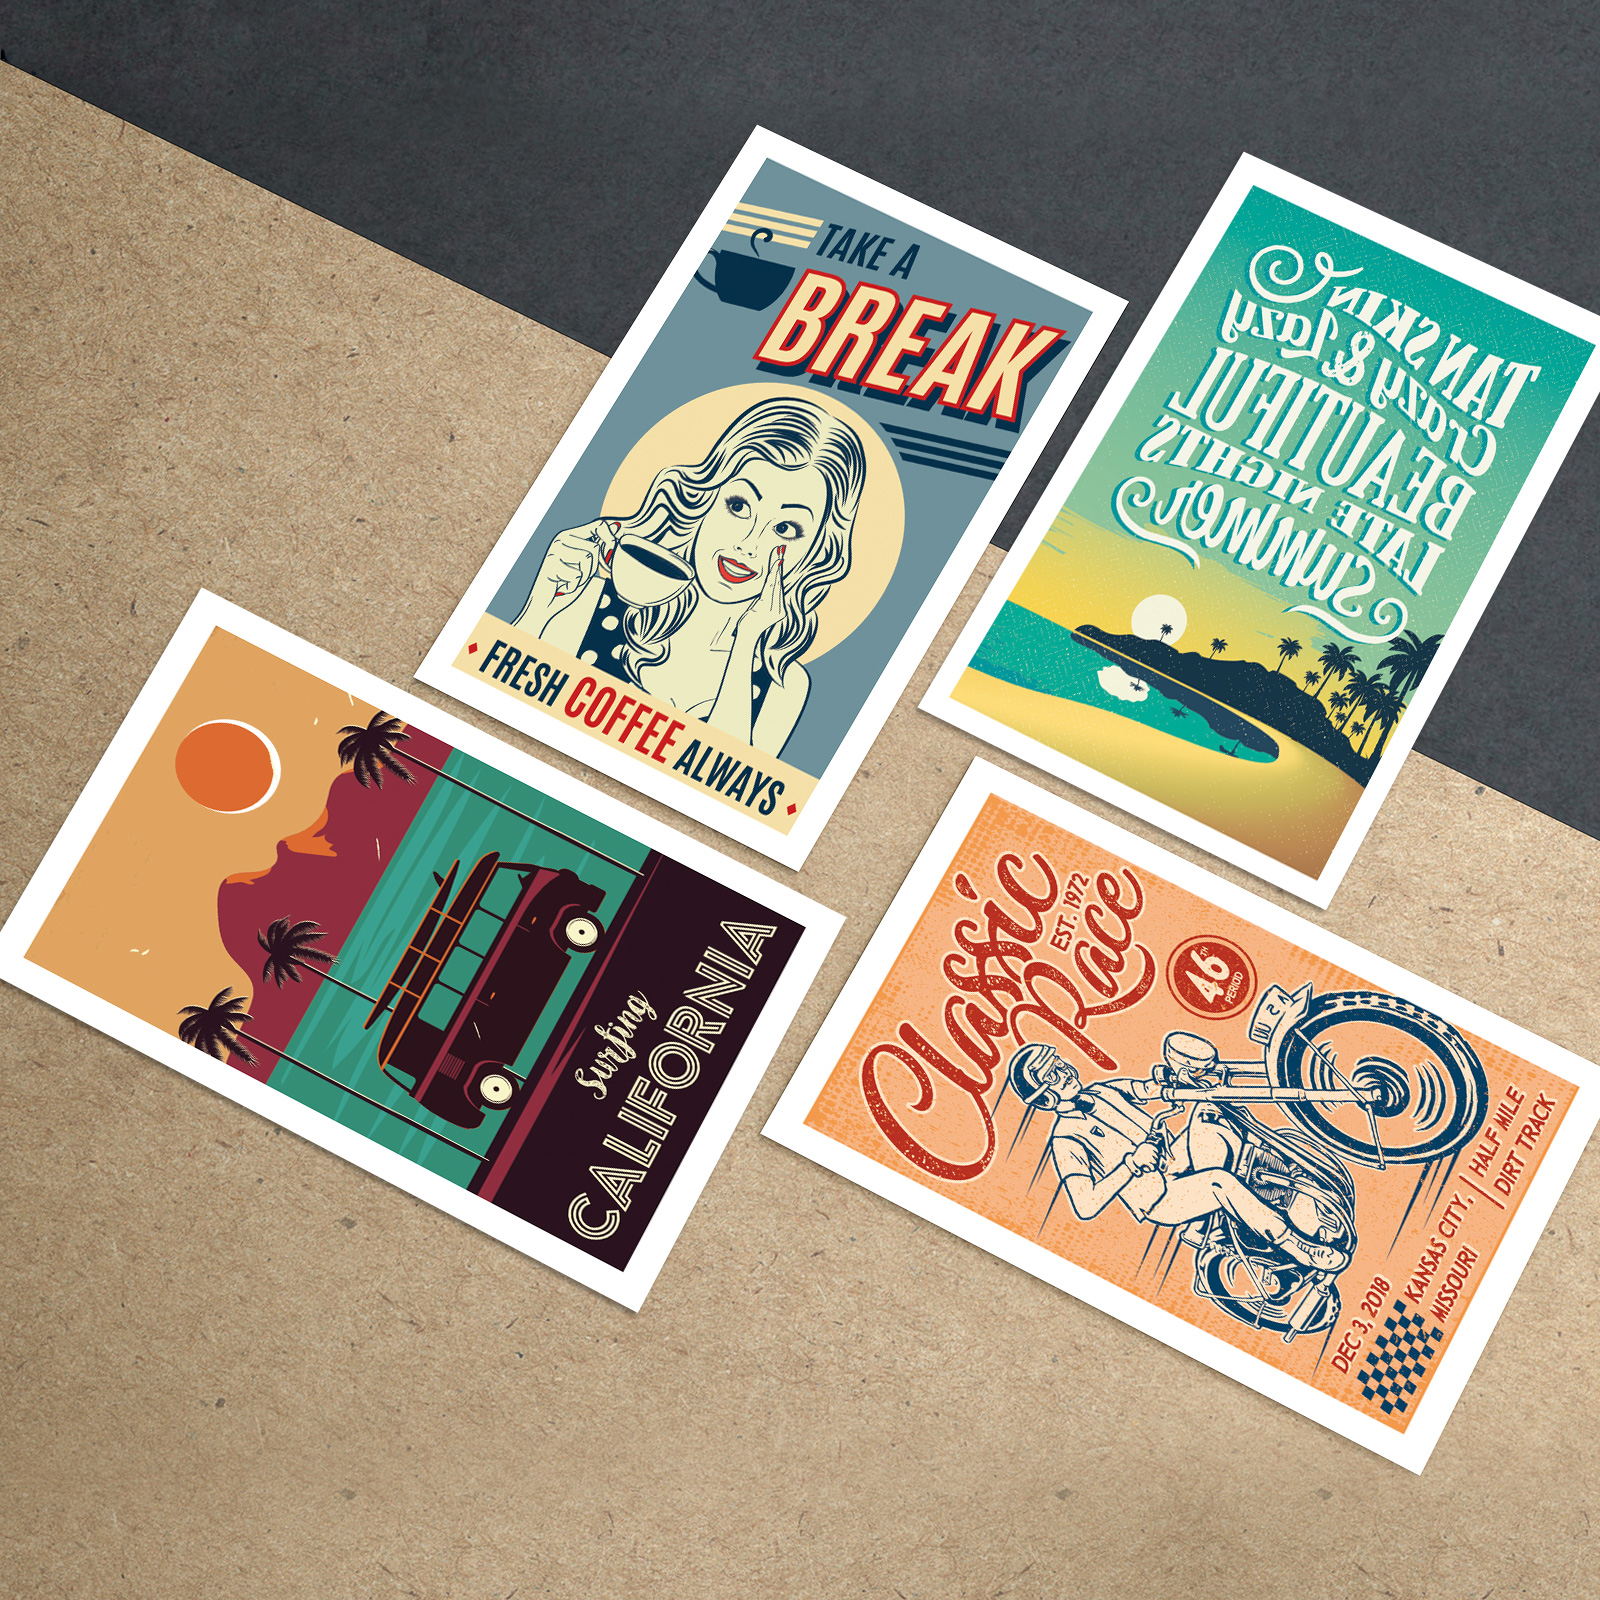 TAKE A
BREAK
FRESH COFFEE ALWAYS
TAN SKIN
Crazy & Lazy
BEAUTIFUL
LATE NIGHTS
Summer
Surfing
CALIFORNIA
Classic
EST. 1972
Race
46TH
PERIOD
DEC 3, 2018
KANSAS CITY, | HALF MILE
MISSOURI | DIRT TRACK